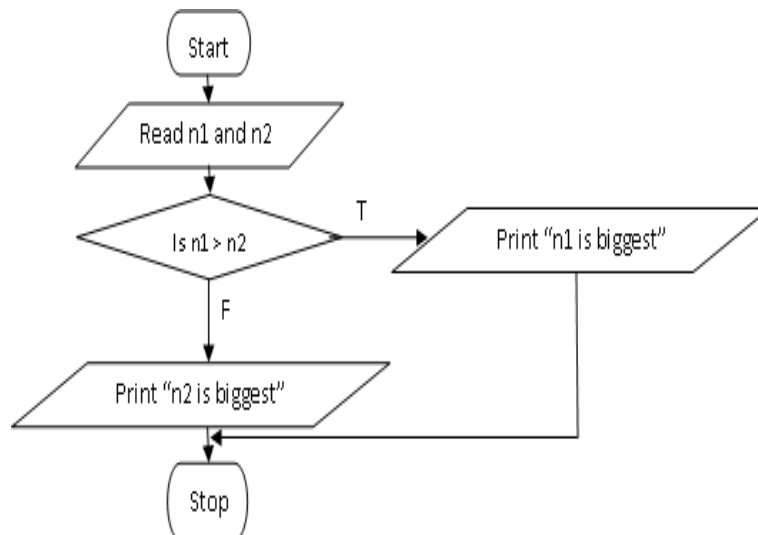 Start
Read n1 and n2
Is n1 > n2
T
Print “n1 is biggest”
F
Print “n2 is biggest”
Stop